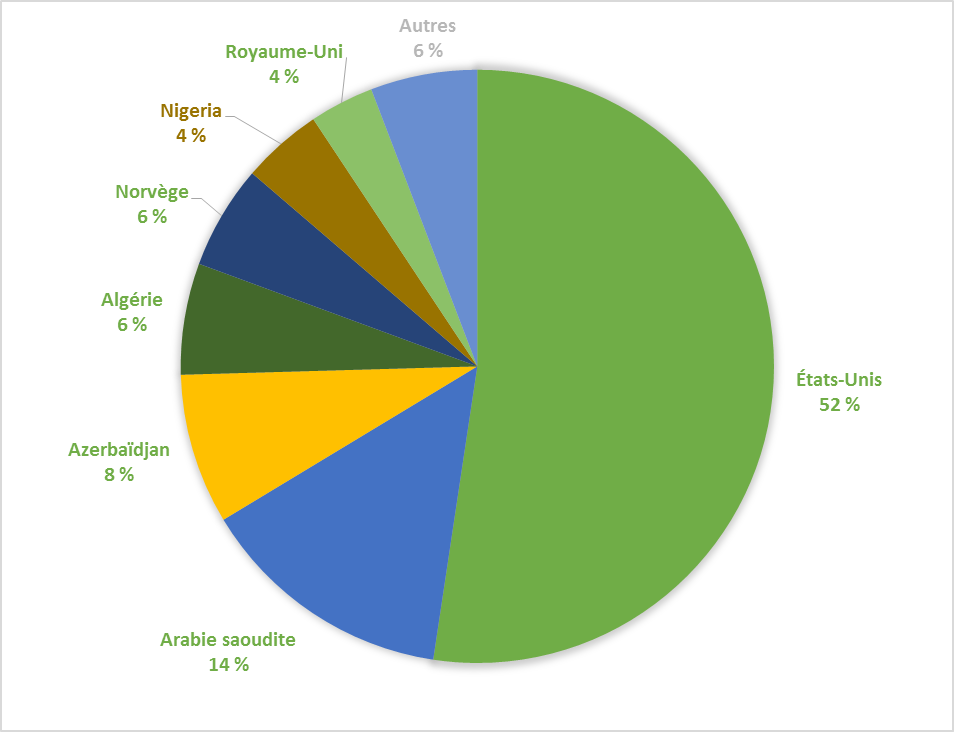 Autres
6 %
Royaume-Uni
4 %
Nigeria
4 %
Norvège
6 %
Algérie
6 %
États-Unis
52 %
Azerbaïdjan
8 %
Arabie saoudite
14 %